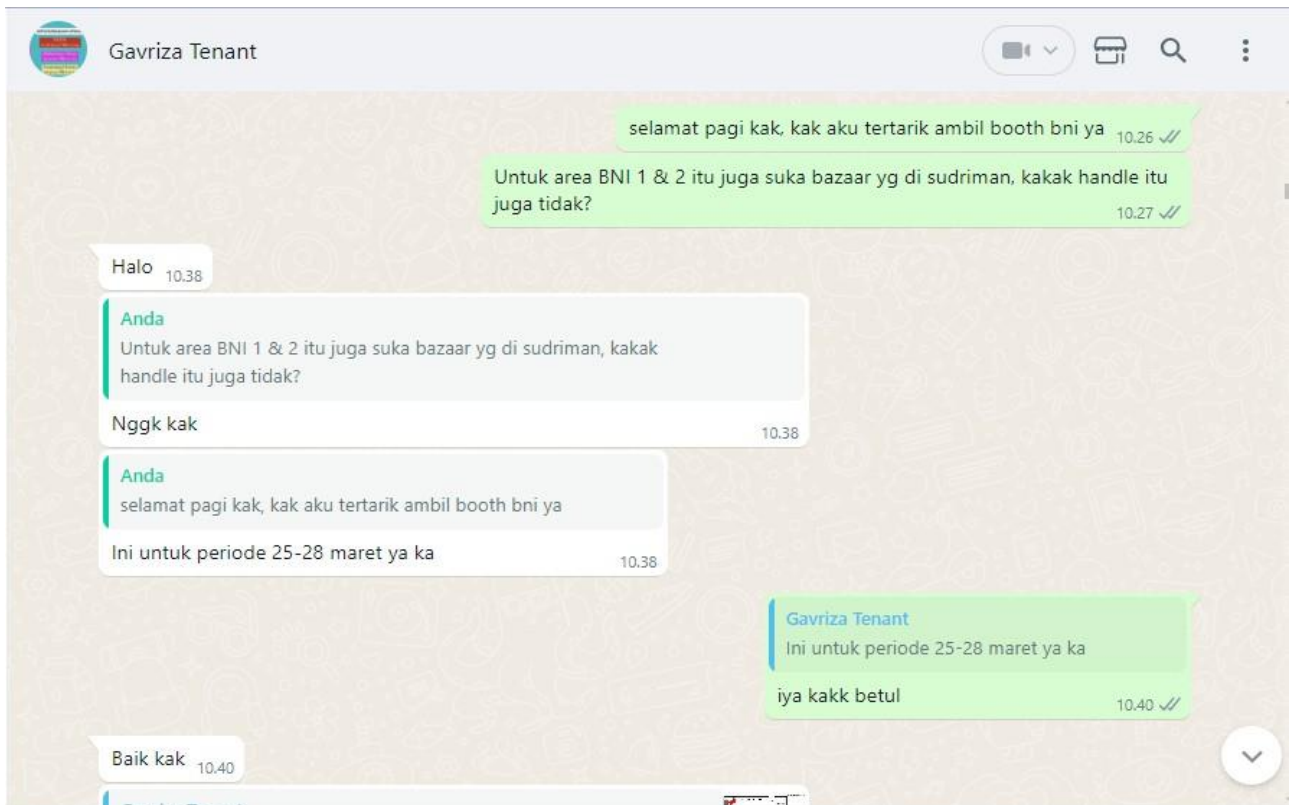 Gavriza Tenant
selamat pagi kak, kak aku tertarik ambil booth bni ya 10.26
Untuk area BNI 1 & 2 itu juga suka bazaar yg di sudriman, kakak handle itu
juga tidak? 10.27
Halo 10.38
Anda
Untuk area BNI 1 & 2 itu juga suka bazaar yg di sudriman, kakak
handle itu juga tidak?
Nggk kak 10.38
Anda
selamat pagi kak, kak aku tertarik ambil booth bni ya
Ini untuk periode 25-28 maret ya ka 10.38
Gavriza Tenant
Ini untuk periode 25-28 maret ya ka
iya kakk betul 10.40
Baik kak 10.40